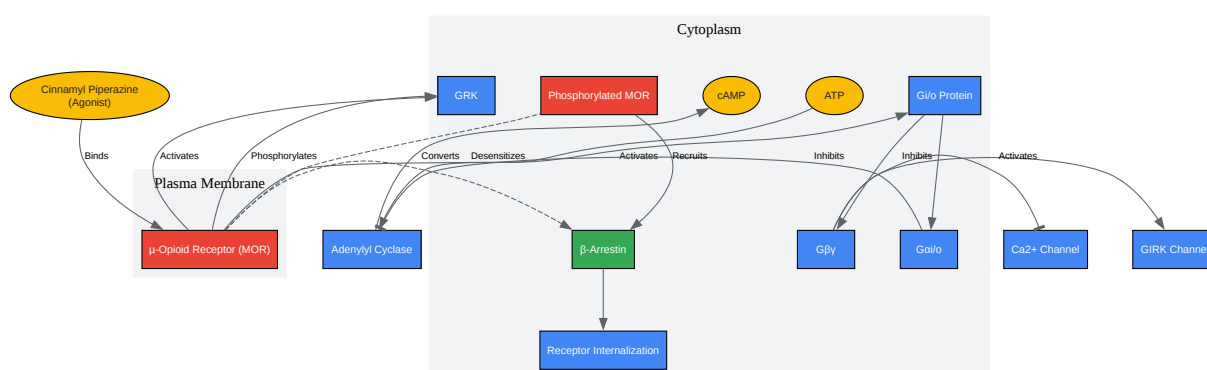 Cytoplasm
Cinnamyl Piperazine
(Agonist)
GRK
Phosphorylated MOR
cAMP
ATP
Gi/o Protein
Binds
Activates
Phosphorylates
Converts
Desensitizes
Activates
Recruits
Inhibits
Inhibits
Activates
Plasma Membrane
μ-Opioid Receptor (MOR)
Adenylyl Cyclase
β-Arrestin
Gβγ
Gαi/o
Ca2+ Channel
GIRK Channel
Receptor Internalization